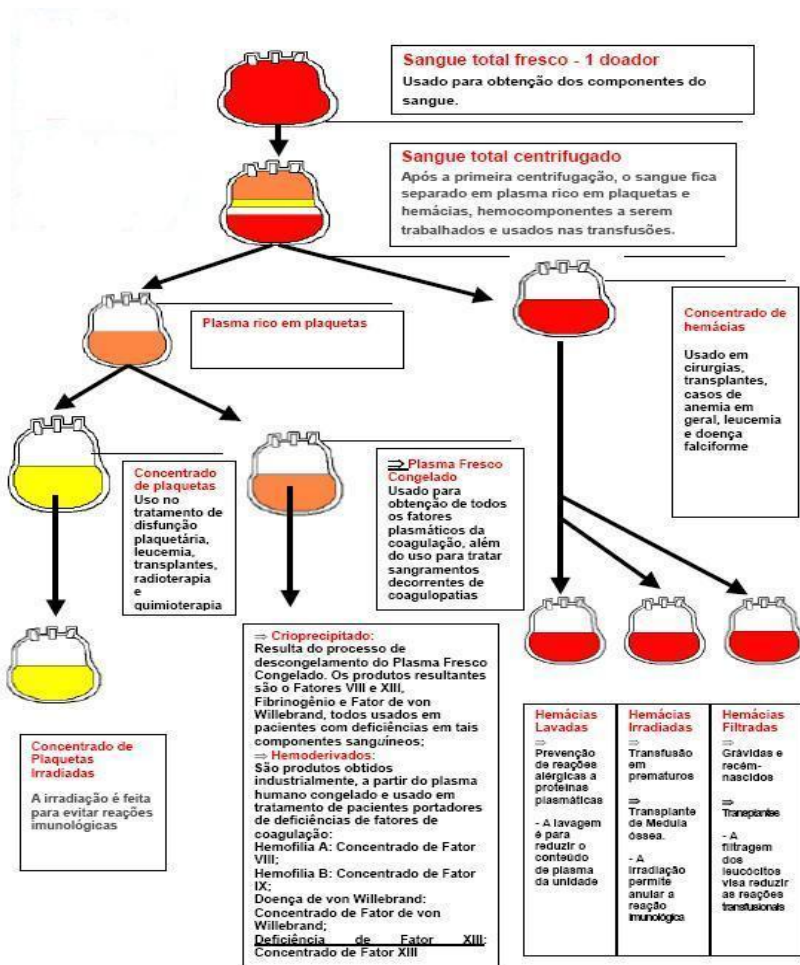 Sangue total fresco - 1 doador
Usado para obtenção dos componentes do
sangue.
Sangue total centrifugado
Após a primeira centrifugação, o sangue fica
separado em plasma rico em plaquetas e
hemácias, hemocomponentes a serem
trabalhados e usados nas transfusões.
Plasma rico em plaquetas
Concentrado de
hemácias
Usado em
cirurgias,
transplantes,
casos de
anemia em
geral, leucemia
e doença
falciforme
Concentrado
de plaquetas
Uso no
tratamento de
disfunção
plaquetária,
leucemia,
transplantes,
radioterapia
e
quimioterapia
⇒Plasma Fresco
Congelado
Usado para
obtenção de todos
os fatores
plasmáticos da
coagulação, além
do uso para tratar
sangramentos
decorrentes de
coagulopatias
Concentrado de
Plaquetas
Irradiadas
A irradiação é feita
para evitar reações
imunológicas
⇒ Crioprecipitado:
Resulta do processo de
descongelamento do Plasma Fresco
Congelado. Os produtos resultantes
são o Fatores VIII e XIII,
Fibrinogênio e Fator de von
Willebrand, todos usados em
pacientes com deficiências em tais
componentes sanguíneos;
⇒ Hemoderivados:
São produtos obtidos
industrialmente, a partir do plasma
humano congelado e usado em
tratamento de pacientes portadores
de deficiências de fatores de
coagulação:
Hemofilia A: Concentrado de Fator
VIII;
Hemofilia B: Concentrado de Fator
IX;
Doença de von Willebrand:
Concentrado de Fator de von
Willebrand;
Deficiência de Fator XIII:
Concentrado de Fator XIII
Hemácias
Lavadas
⇒
Prevenção
de reações
alérgicas a
proteínas
plasmáticas
- A lavagem
é para
reduzir o
conteúdo
de plasma
da unidade
Hemácias
Irradiadas
⇒
Transfusão
em
prematuros
⇒
Transplante
de Medula
óssea.
- A
irradiação
permite
anular a
reação
imunológica
Hemácias
Filtradas
⇒
Grávidas e
recém-
nascidos
⇒
Transplantes
- A
filtragem
dos
leucócitos
visa reduzir
as reações
transfusionais